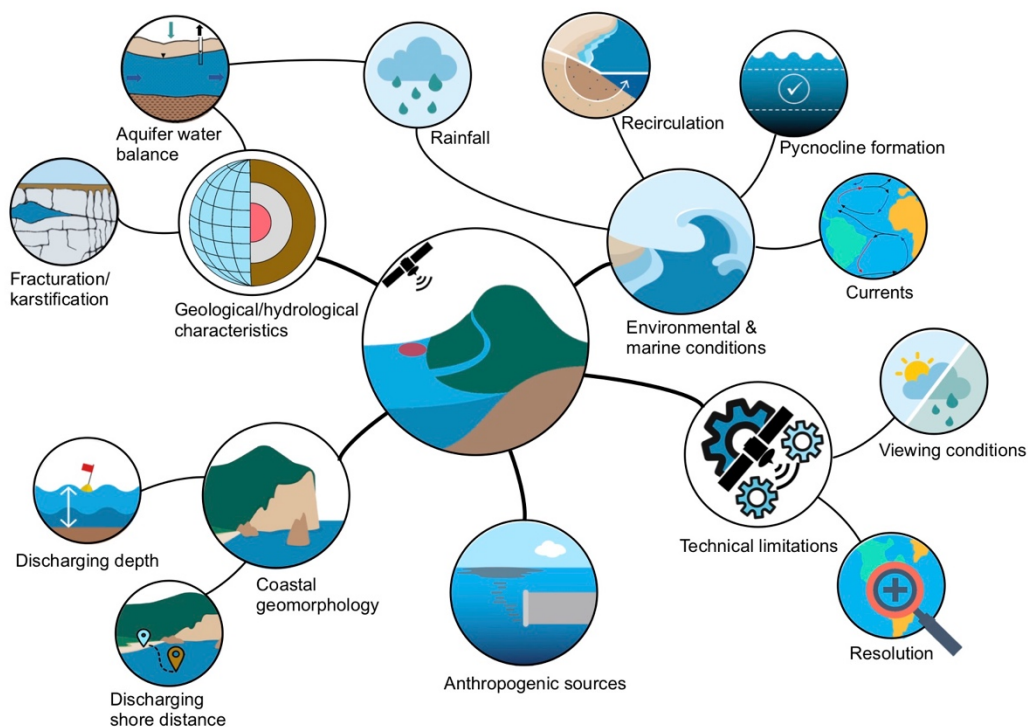 Aquifer water
balance
Rainfall
Recirculation
Pycnocline formation
Fracturation/
karstification
Geological/hydrological
characteristics
Environmental &
marine conditions
Currents
Viewing conditions
Discharging depth
Coastal
geomorphology
Technical limitations
Resolution
Anthropogenic sources
Discharging
shore distance